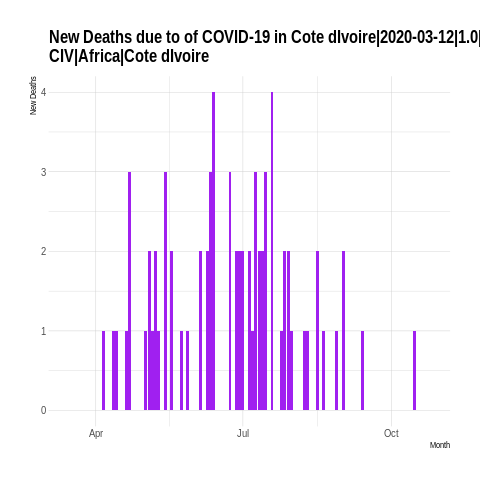 New Deaths due to of COVID-19 in Cote dIvoire|2020-03-12|1.0|
CIV|Africa|Cote dIvoire
New Deaths
4
3
2
1
0
Apr
Jul
Oct
Month